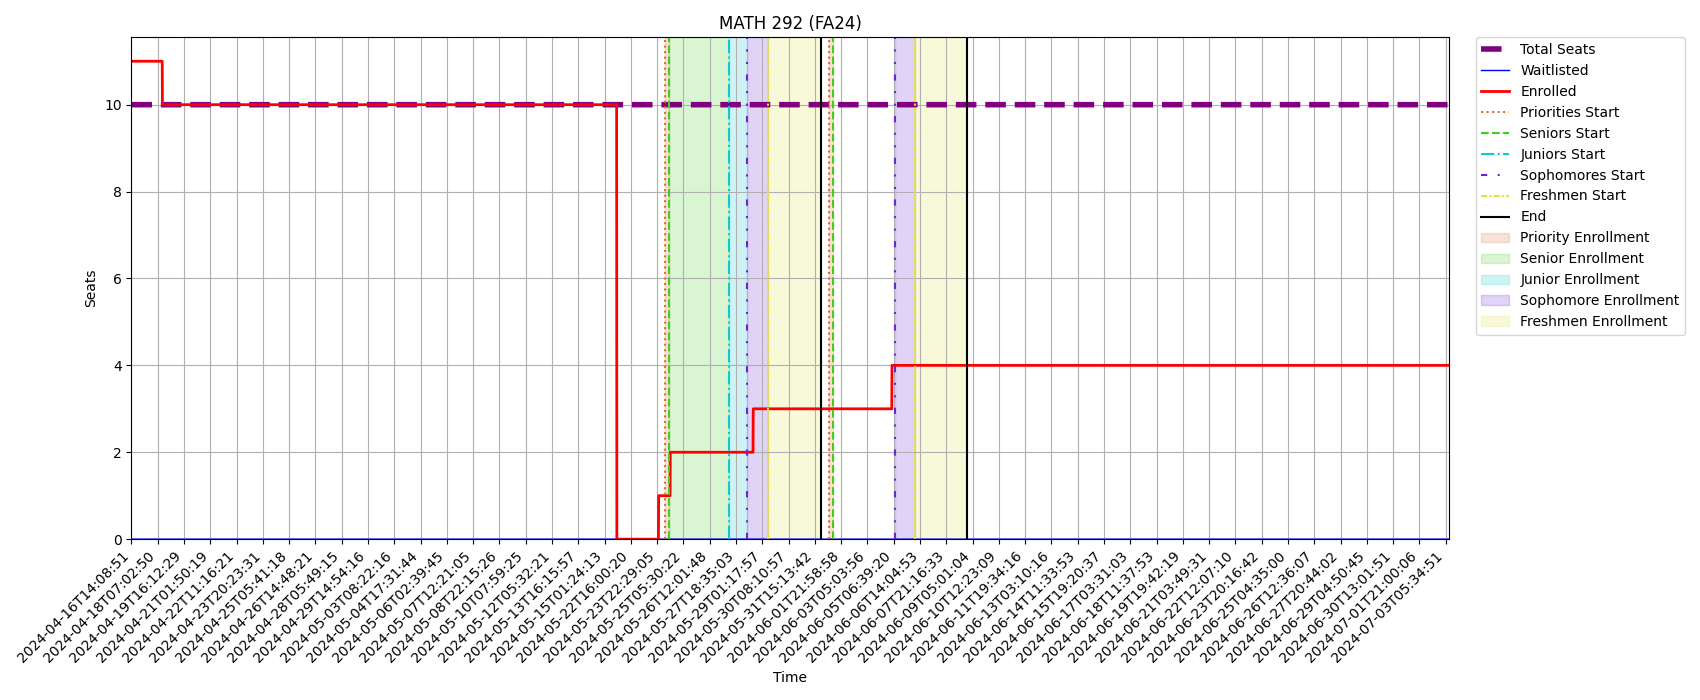 MATH 292 (FA24)
Seats
10
8
6
4
2
0
2024-04-16T14:08:51
2024-04-18T07:02:50
2024-04-19T16:12:29
2024-04-21T01:50:19
2024-04-22T11:16:21
2024-04-23T20:23:31
2024-04-25T05:41:18
2024-04-26T14:48:21
2024-04-28T05:49:15
2024-04-29T14:54:16
2024-05-03T08:22:16
2024-05-04T17:31:44
2024-05-06T02:39:45
2024-05-07T12:21:05
2024-05-08T22:15:26
2024-05-10T07:59:25
2024-05-12T05:32:21
2024-05-13T16:15:57
2024-05-15T01:24:13
2024-05-22T16:00:20
2024-05-23T22:29:05
2024-05-25T05:30:22
2024-05-26T12:01:48
2024-05-27T18:35:03
2024-05-29T01:17:57
2024-05-30T08:10:57
2024-05-31T15:13:42
2024-06-01T21:58:58
2024-06-03T05:03:56
2024-06-05T06:39:20
2024-06-06T14:04:53
2024-06-07T21:16:33
2024-06-09T05:01:04
2024-06-10T12:23:09
2024-06-11T19:34:16
2024-06-13T03:10:16
2024-06-14T11:33:53
2024-06-15T19:20:37
2024-06-17T03:31:03
2024-06-18T11:37:53
2024-06-19T19:42:19
2024-06-21T03:49:31
2024-06-22T12:07:10
2024-06-23T20:16:42
2024-06-25T04:35:00
2024-06-26T12:36:07
2024-06-27T20:44:02
2024-06-29T04:50:45
2024-06-30T13:01:51
2024-07-01T21:00:06
2024-07-03T05:34:51
Time
Total Seats
Waitlisted
Enrolled
Priorities Start
Seniors Start
Juniors Start
Sophomores Start
Freshmen Start
End
Priority Enrollment
Senior Enrollment
Junior Enrollment
Sophomore Enrollment
Freshmen Enrollment